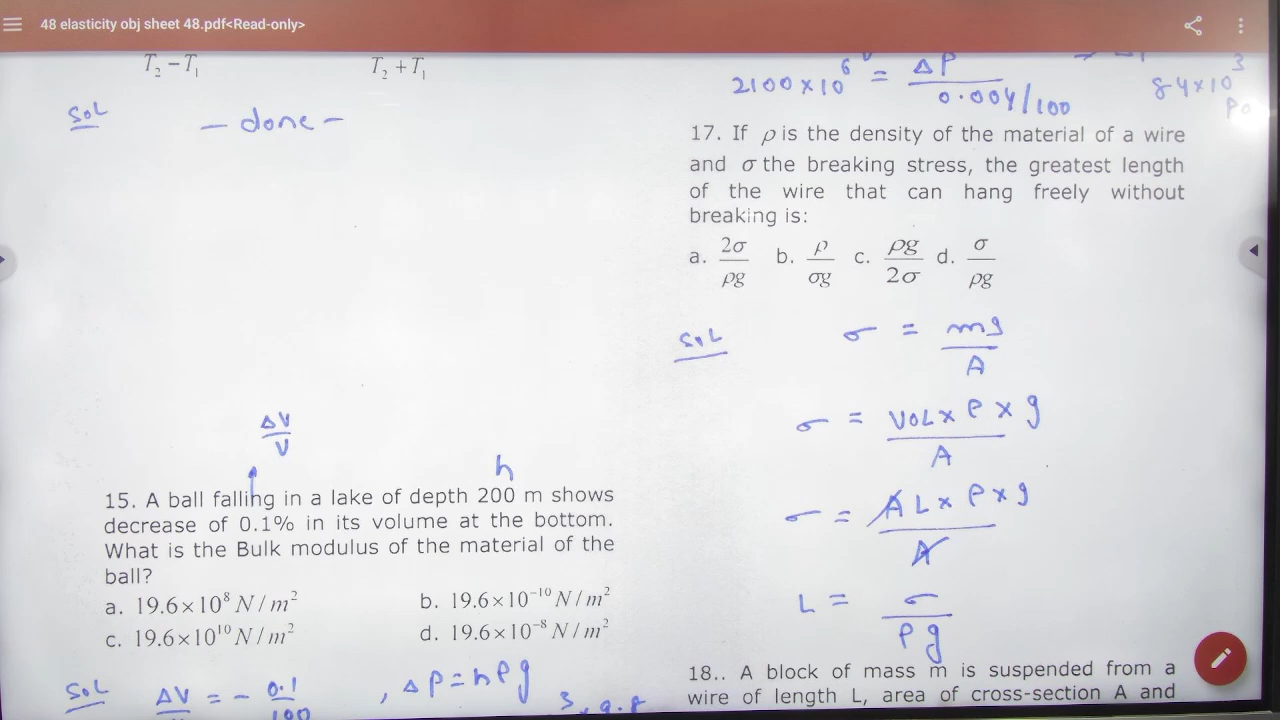 48 elasticity obj sheet 48.pdf<Read-only>
T₂ − T₁    T₂ + T₁
Sol
— done —
ΔV/V
h
15. A ball falling in a lake of depth 200 m shows
decrease of 0.1% in its volume at the bottom.
What is the Bulk modulus of the material of the
ball?
a. 19.6×10⁸ N/m²    b. 19.6×10⁻¹⁰ N/m²
c. 19.6×10¹⁰ N/m²    d. 19.6×10⁻⁸ N/m²
Sol    ΔV = − 0.1/100 , ΔP = hρg
2100×10⁶ = ΔP / 0.004/100    84×10³
17. If ρ is the density of the material of a wire
and σ the breaking stress, the greatest length
of the wire that can hang freely without
breaking is:
a. 2σ/ρg  b. ρ/σg  c. ρg/2σ  d. σ/ρg
Sol    σ = mg/A
σ = VOL × ρ × g / A
σ = A L × ρ × g / A
L = σ/ρg
18.. A block of mass m is suspended from a
wire of length L, area of cross-section A and